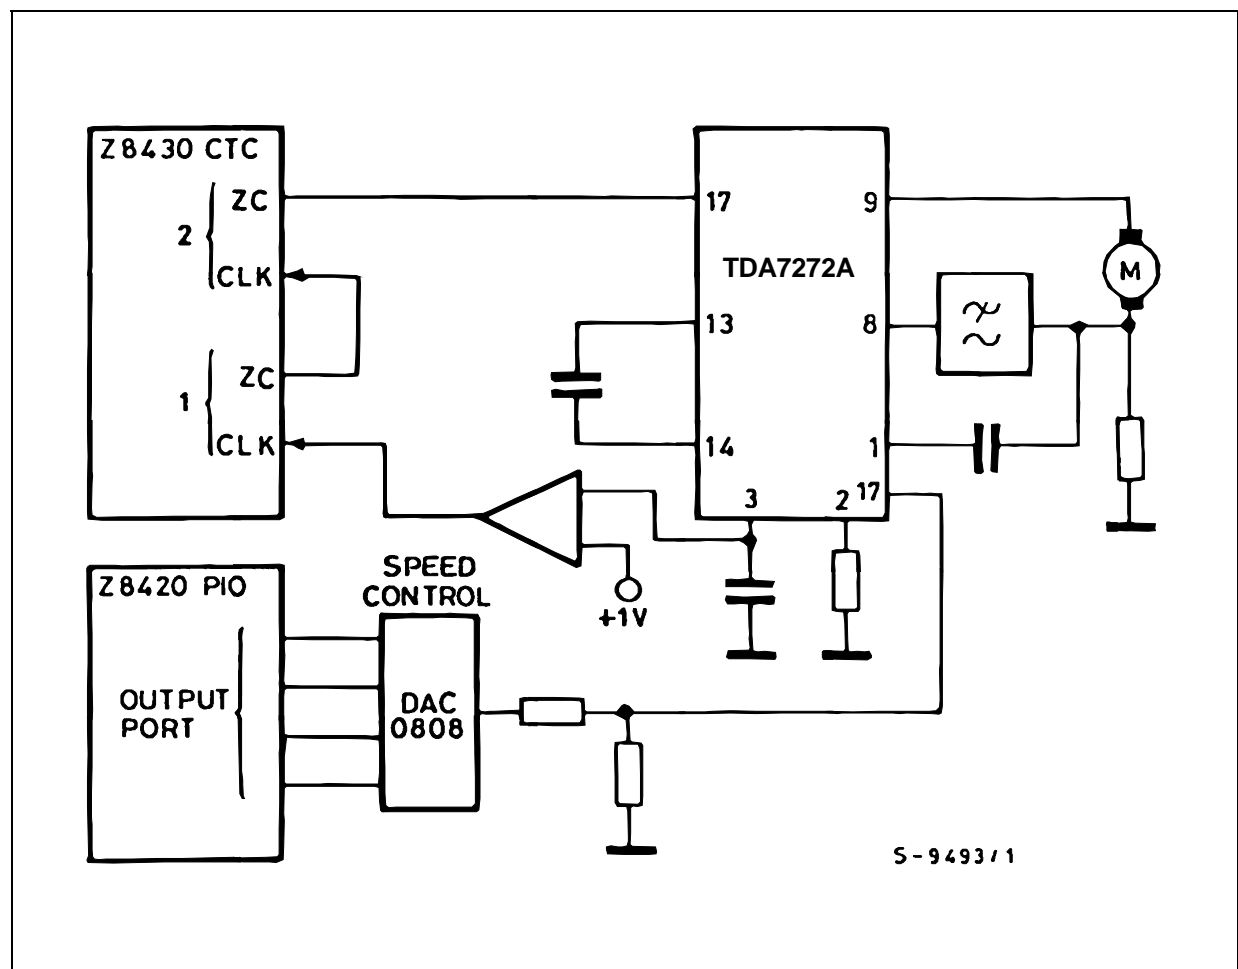 Z8430 CTC
ZC
2
CLK
ZC
1
CLK
17
9
TDA7272A
M
13
8
14
1
3
2
17
+1V
Z8420 PIO
SPEED
CONTROL
OUTPUT
PORT
DAC
0808
S-9493/1